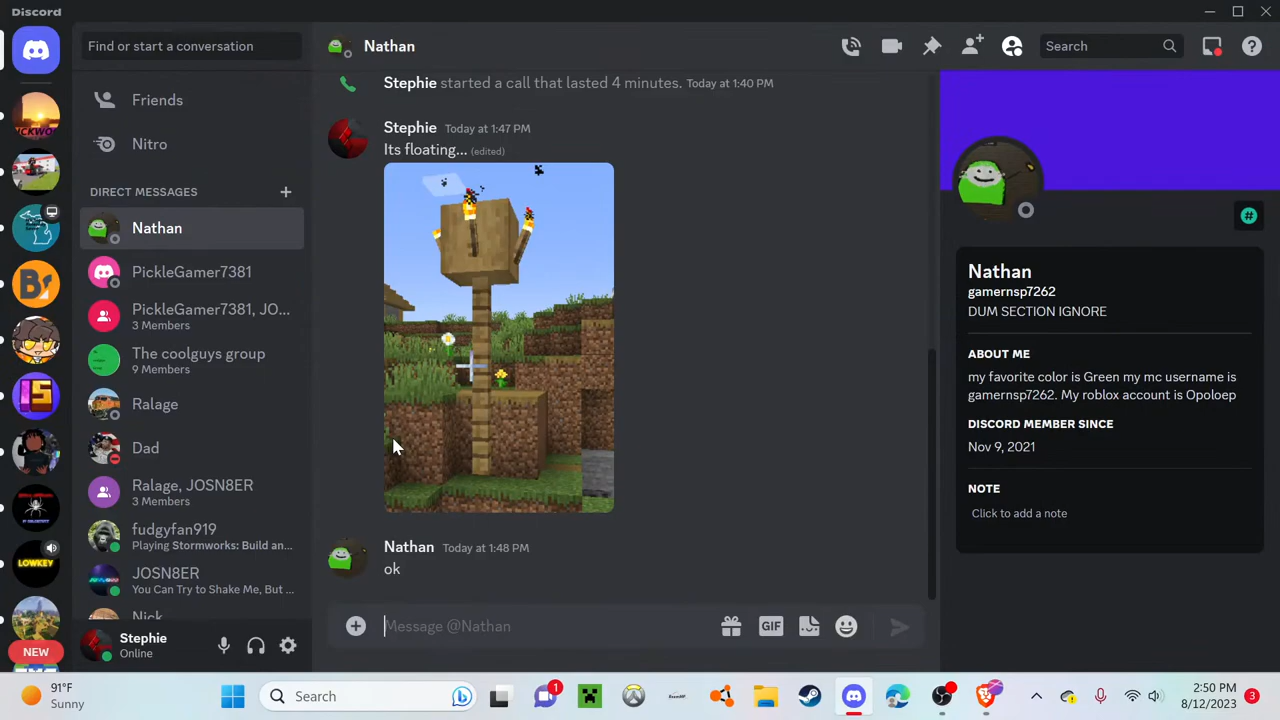 Discord
Find or start a conversation
Friends
Nitro
DIRECT MESSAGES
Nathan
PickleGamer7381
PickleGamer7381, JO...
3 Members
The coolguys group
9 Members
Ralage
Dad
Ralage, JOSN8ER
3 Members
fudgyfan919
Playing Stormworks: Build an...
JOSN8ER
You Can Try to Shake Me, But ...
Nick
Stephie
Online
NEW
LOWKEY
Nathan
Search
Stephie started a call that lasted 4 minutes. Today at 1:40 PM
Stephie Today at 1:47 PM
Its floating... (edited)
Nathan Today at 1:48 PM
ok
Message @Nathan
GIF
Nathan
gamernsp7262
DUM SECTION IGNORE
ABOUT ME
my favorite color is Green my mc username is
gamernsp7262. My roblox account is Opoloep
DISCORD MEMBER SINCE
Nov 9, 2021
NOTE
Click to add a note
91°F
Sunny
Search
1
2:50 PM
8/12/2023
3